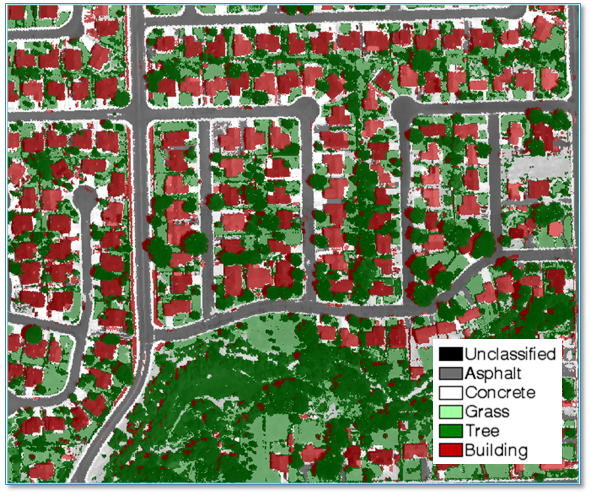 Unclassified
Asphalt
Concrete
Grass
Tree
Building